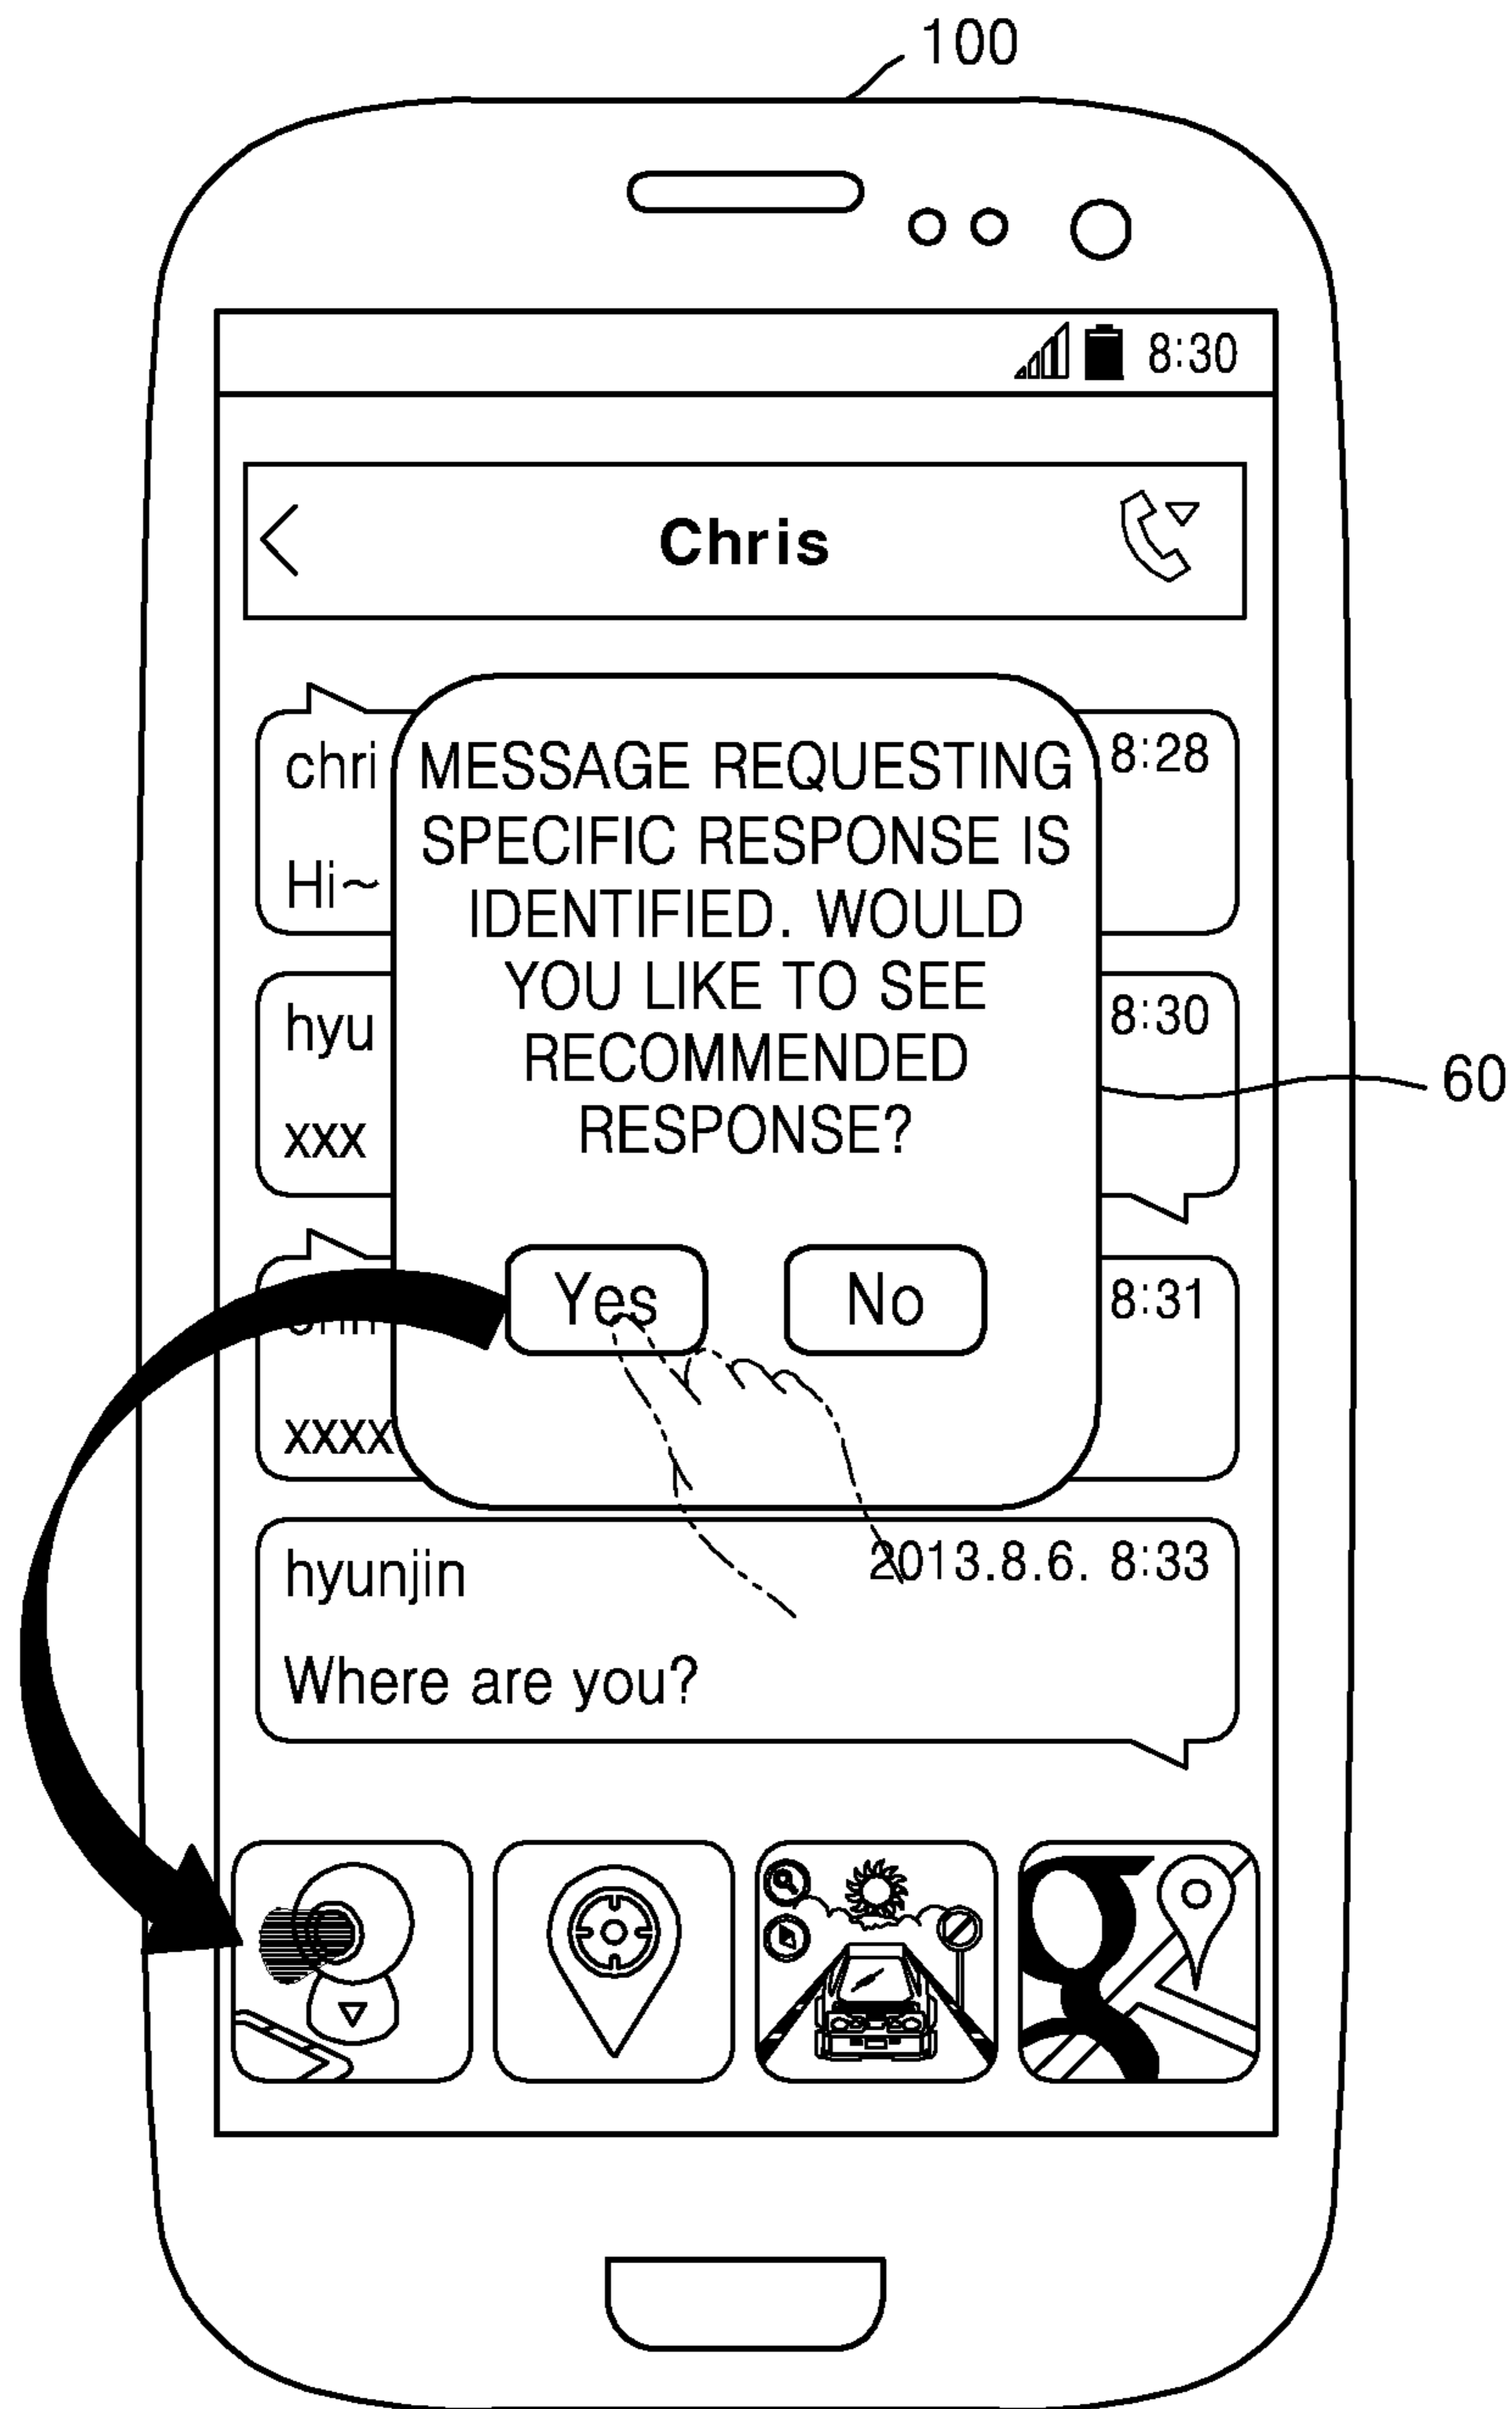 100
8:30
Chris
MESSAGE REQUESTING
SPECIFIC RESPONSE IS
IDENTIFIED. WOULD
YOU LIKE TO SEE
RECOMMENDED
RESPONSE?
Yes No
chri 8:28
Hi~
hyu 8:30
xxx
60
8:31
xxxx
hyunjin 2013.8.6. 8:33
Where are you?
g